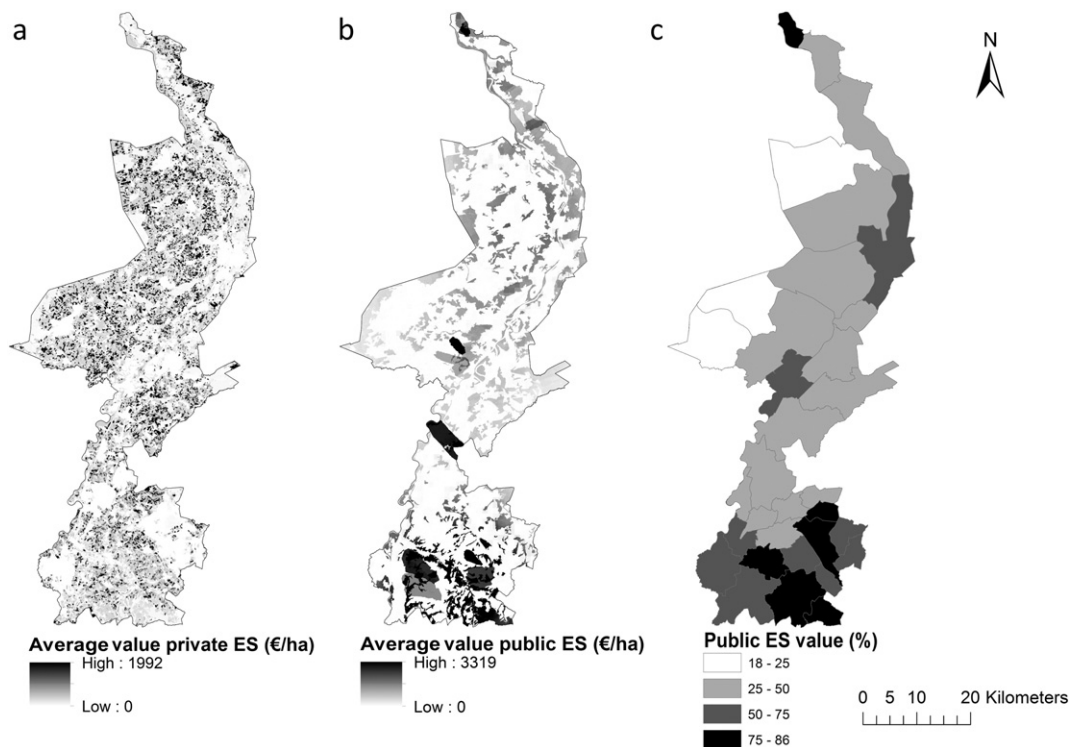 a
b
c
N
Average value private ES (€/ha)
High : 1992
Low : 0
Average value public ES (€/ha)
High : 3319
Low : 0
Public ES value (%)
18 - 25
25 - 50
50 - 75
75 - 86
0 5 10 20 Kilometers